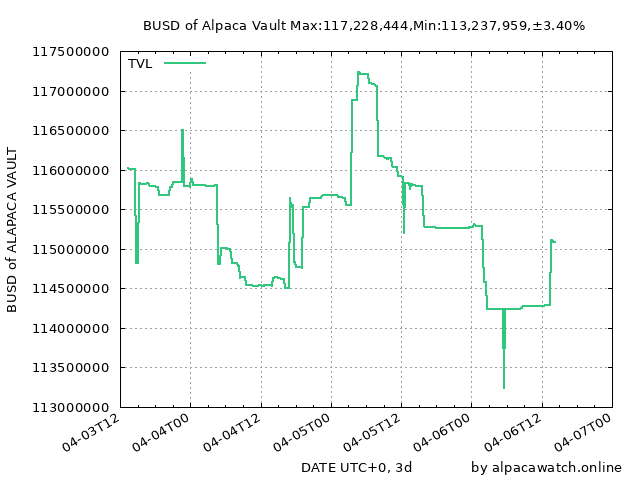 BUSD of Alpaca Vault Max:117,228,444,Min:113,237,959,±3.40%
TVL
117500000
117000000
116500000
116000000
115500000
115000000
114500000
114000000
113500000
113000000
BUSD of ALAPACA VAULT
04-03T12
04-04T00
04-04T12
04-05T00
04-05T12
04-06T00
04-06T12
04-07T00
DATE UTC+0, 3d
by alpacawatch.online